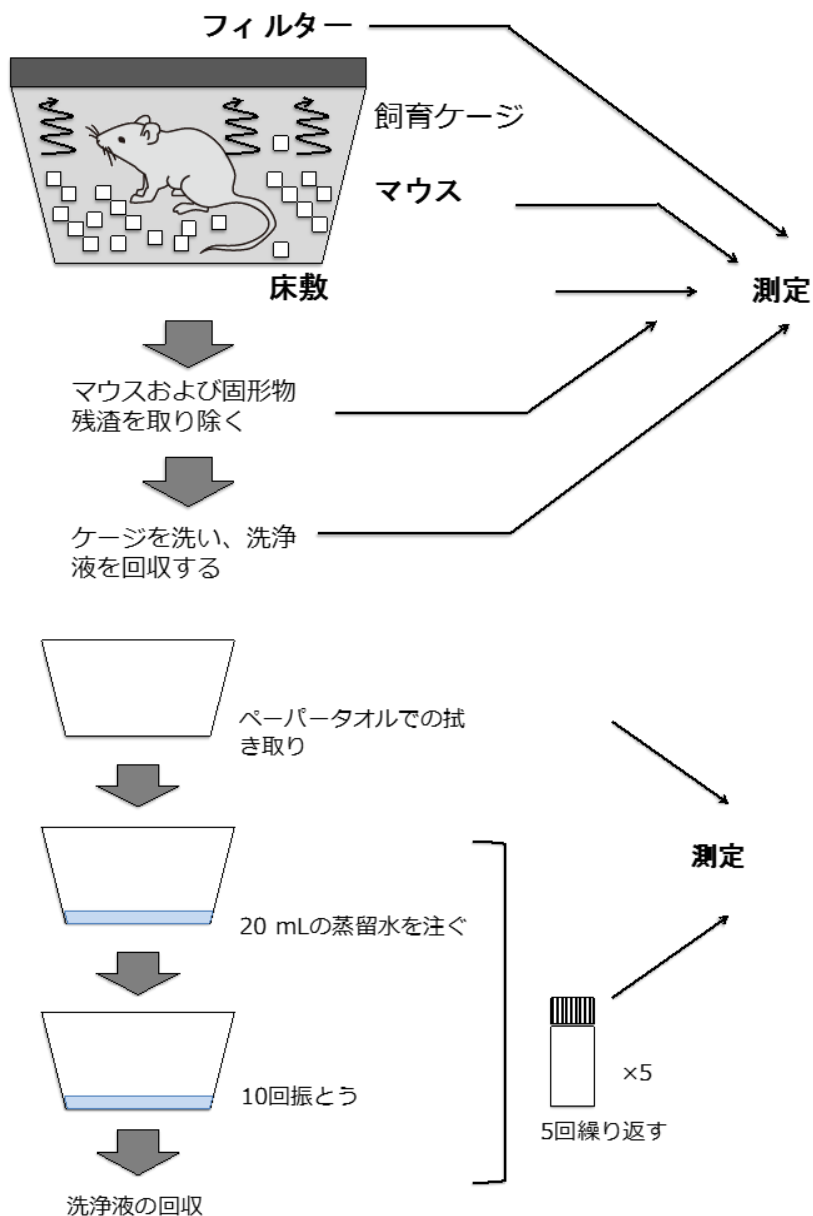 フィルター
飼育ケージ
マウス
床敷
測定
マウスおよび固形物
残渣を取り除く
ケージを洗い、洗浄
液を回収する
ペーパータオルでの拭
き取り
測定
20 mLの蒸留水を注ぐ
10回振とう
×5
5回繰り返す
洗浄液の回収